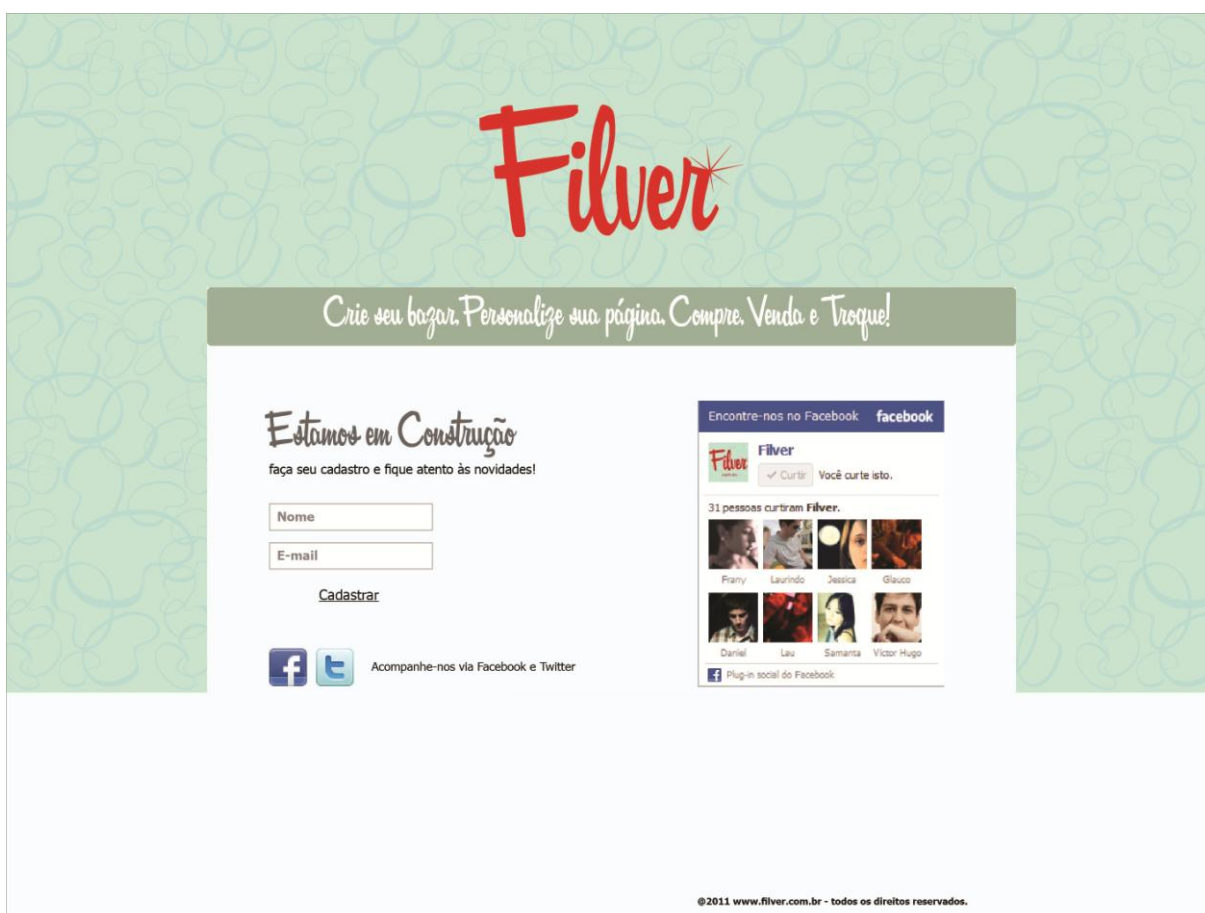 Filver
Crie seu bazar. Personalize sua página. Compre. Venda e Troque!
Estamos em Construção
faça seu cadastro e fique atento às novidades!
Nome
E-mail
Cadastrar
Acompanhe-nos via Facebook e Twitter
Encontre-nos no Facebook facebook
Filver
Filver
Curtir Você curte isto.
31 pessoas curtiram Filver.
Frany Laurindo Jessica Glauco
Daniel Lau Samanta Victor Hugo
Plug-in social do Facebook
@2011 www.filver.com.br - todos os direitos reservados.